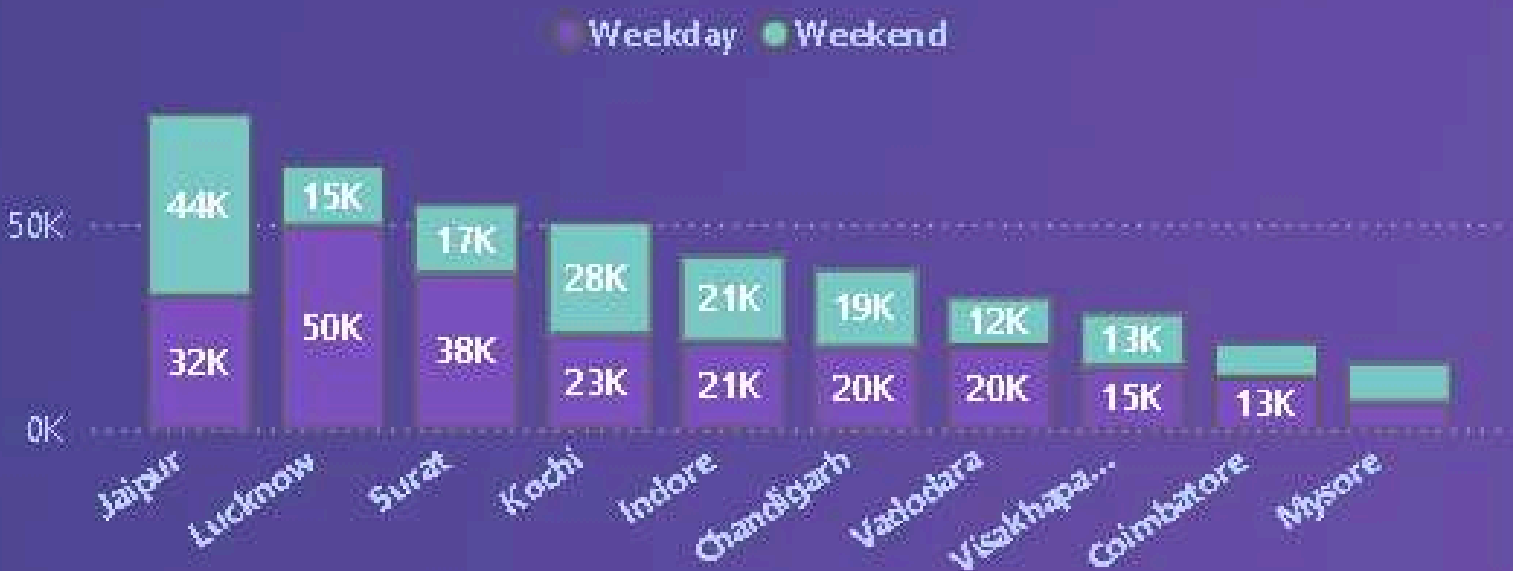 Weekday Weekend
44K 15K 17K 28K 21K 19K 12K 13K
50K
32K 50K 38K 23K 21K 20K 20K 15K 13K
0K
Jaipur Lucknow Surat Kochi Indore Chandigarh Vadodara Visakhapa... Coimbatore Mysore